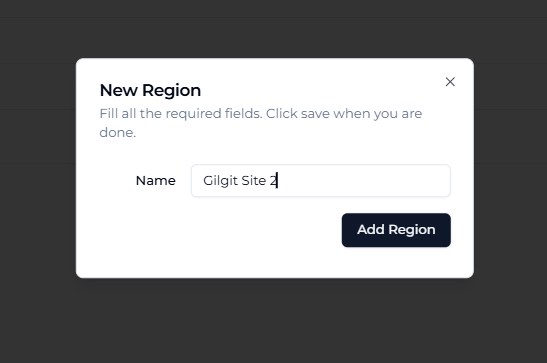 New Region
Fill all the required fields. Click save when you are
done.
Name
Gilgit Site 2
Add Region